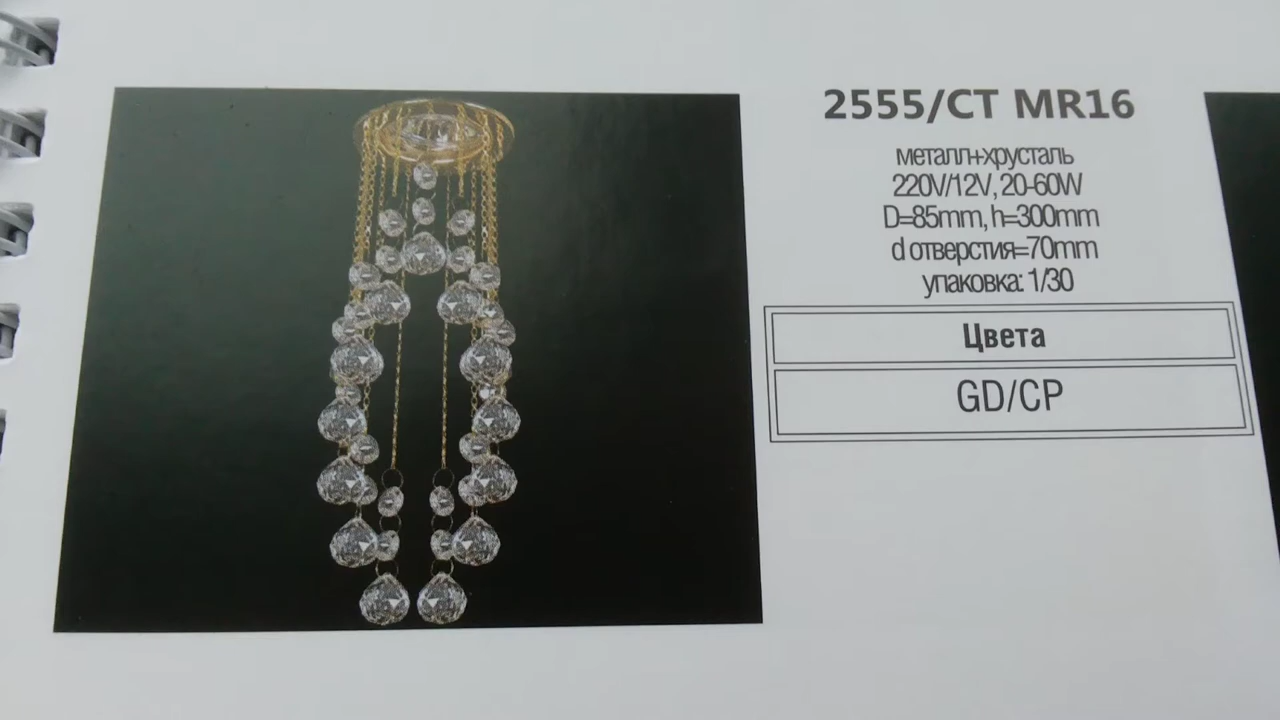 2555/CT MR16
металл+хрусталь
220V/12V, 20-60W
D=85mm, h=300mm
d отверстия=70mm
упаковка: 1/30
Цвета
GD/CP